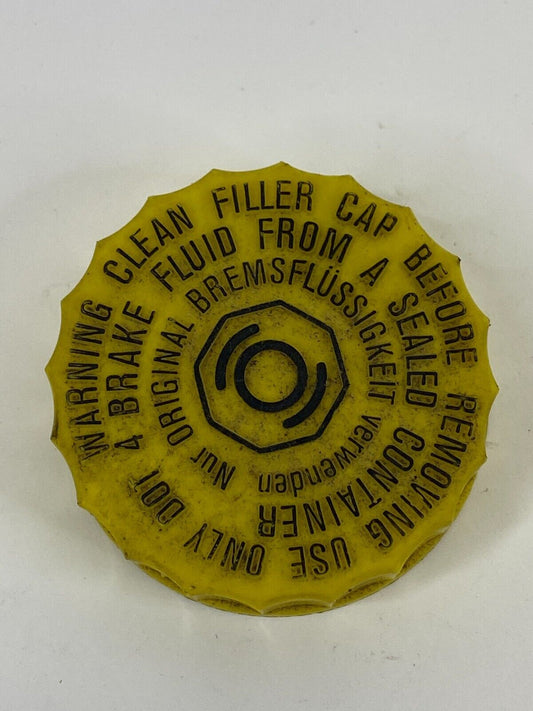 WARNING CLEAN FILLER CAP BEFORE REMOVING USE ONLY DOT
4 BRAKE FLUID FROM A SEALED CONTAINER
Nur ORIGINAL BREMSFLÜSSIGKEIT verwenden